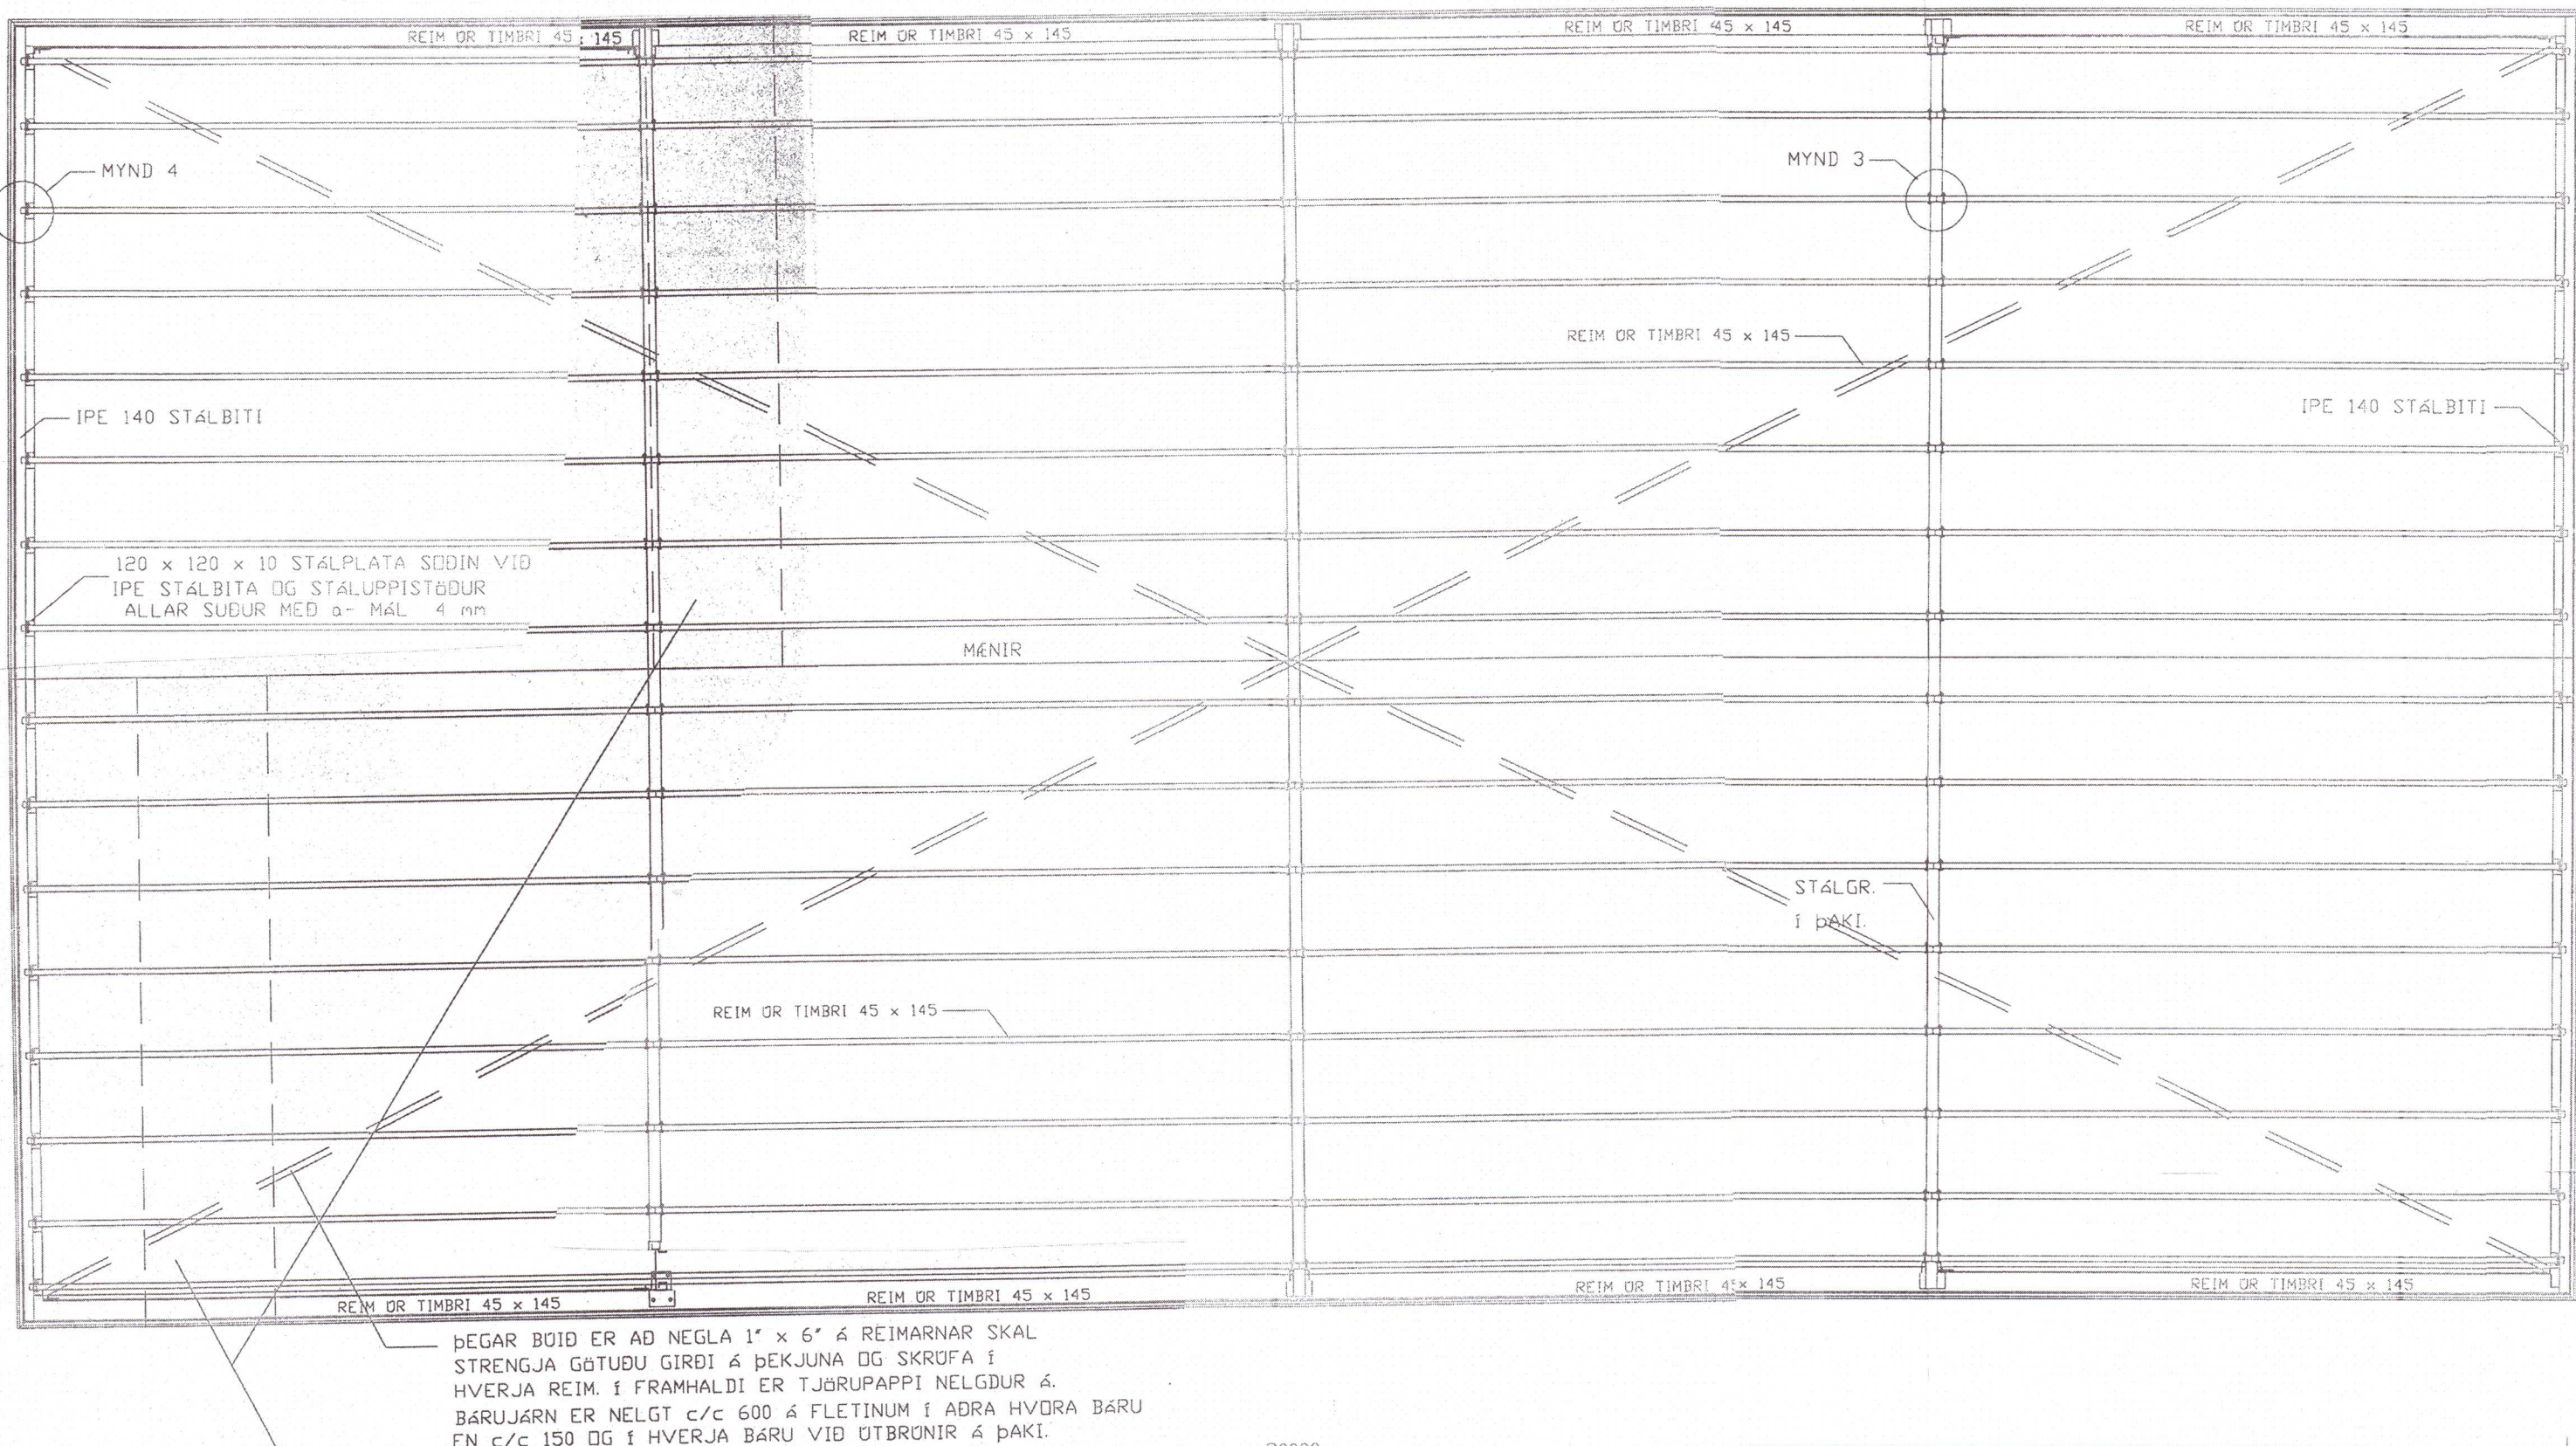 REIM ÚR TIMBRI 45 x 145
REIM ÚR TIMBRI 45 x 145
REIM ÚR TIMBRI 45 x 145
REIM ÚR TIMBRI 45 x 145
MYND 4
MYND 3
REIM ÚR TIMBRI 45 x 145
IPE 140 STÁLBITI
IPE 140 STÁLBITI
120 x 120 x 10 STÁLPLATA SOÐIN VIÐ
IPE STÁLBITA OG STÁLUPPISTÖÐUR
ALLAR SUÐUR MEÐ a- MÁL 4 mm
MÆNIR
STÁLGR.
Í ÞAKI.
REIM ÚR TIMBRI 45 x 145
REIM ÚR TIMBRI 45 x 145
REIM ÚR TIMBRI 45 x 145
REIM ÚR TIMBRI 45 x 145
REIM ÚR TIMBRI 45 x 145
ÞEGAR BÚIÐ ER AÐ NEGLA 1" x 6" Á REIMARNAR SKAL
STRENGJA GÖTUÐU GIRÐI Á ÞEKJUNA OG SKRÚFA Í
HVERJA REIM. Í FRAMHALDI ER TJÖRUPAPPI NELGDUR Á.
BÁRUJÁRN ER NELGT c/c 600 Á FLETINUM Í AÐRA HVORA BÁRU
EN c/c 150 OG Í HVERJA BÁRU VIÐ ÚTBRÚNIR Á ÞAKI.